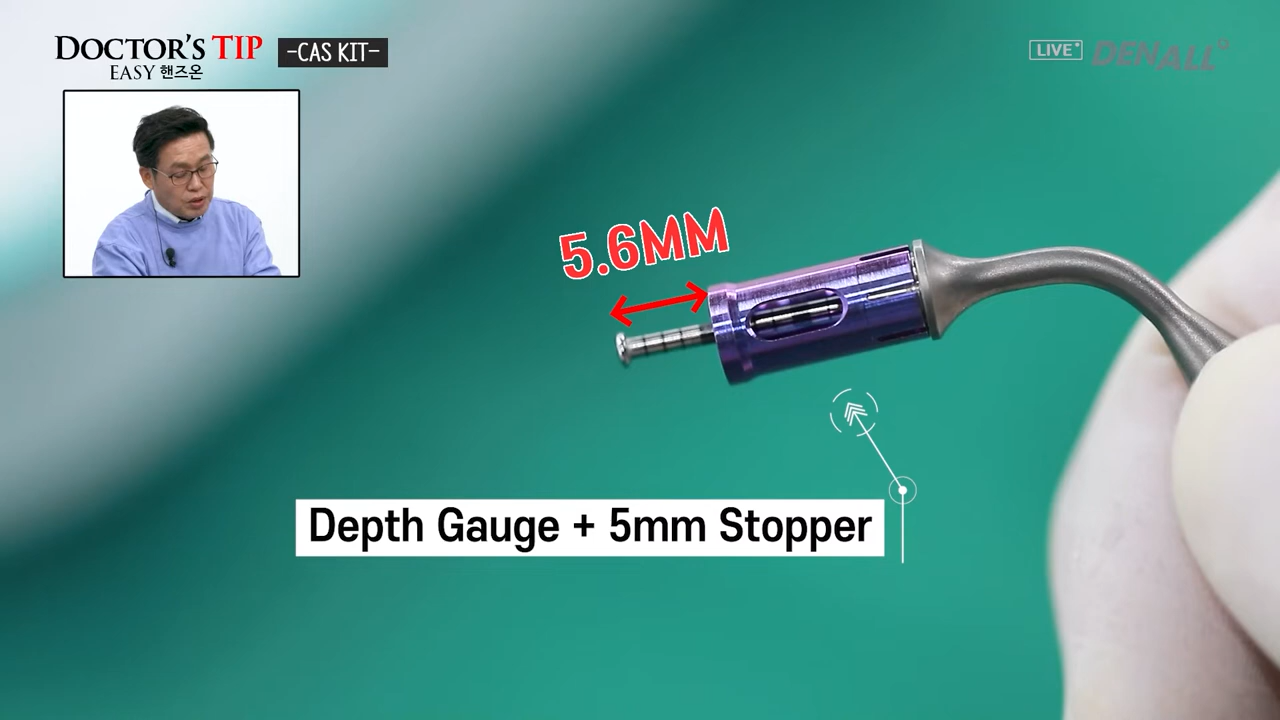 DOCTOR'S TIP
EASY 핸즈온
-CAS KIT-
LIVE
DENALL
5.6MM
Depth Gauge + 5mm Stopper